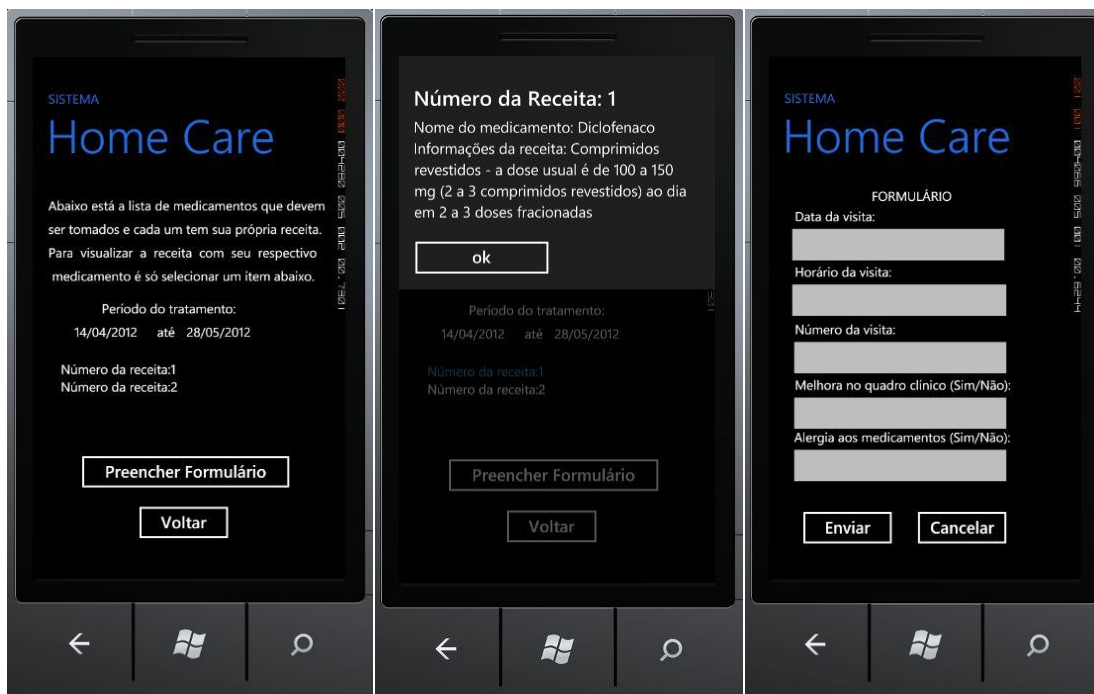 SISTEMA
Home Care
Abaixo está a lista de medicamentos que devem
ser tomados e cada um tem sua própria receita.
Para visualizar a receita com seu respectivo
medicamento é só selecionar um item abaixo.
Período do tratamento:
14/04/2012 até 28/05/2012
Número da receita:1
Número da receita:2
Preencher Formulário
Voltar
Número da Receita: 1
Nome do medicamento: Diclofenaco
Informações da receita: Comprimidos
revestidos - a dose usual é de 100 a 150
mg (2 a 3 comprimidos revestidos) ao dia
em 2 a 3 doses fracionadas
ok
Período do tratamento:
14/04/2012 até 28/05/2012
Número da receita:1
Número da receita:2
Preencher Formulário
Voltar
SISTEMA
Home Care
FORMULÁRIO
Data da visita:
Horário da visita:
Número da visita:
Melhora no quadro clínico (Sim/Não):
Alergia aos medicamentos (Sim/Não):
Enviar Cancelar